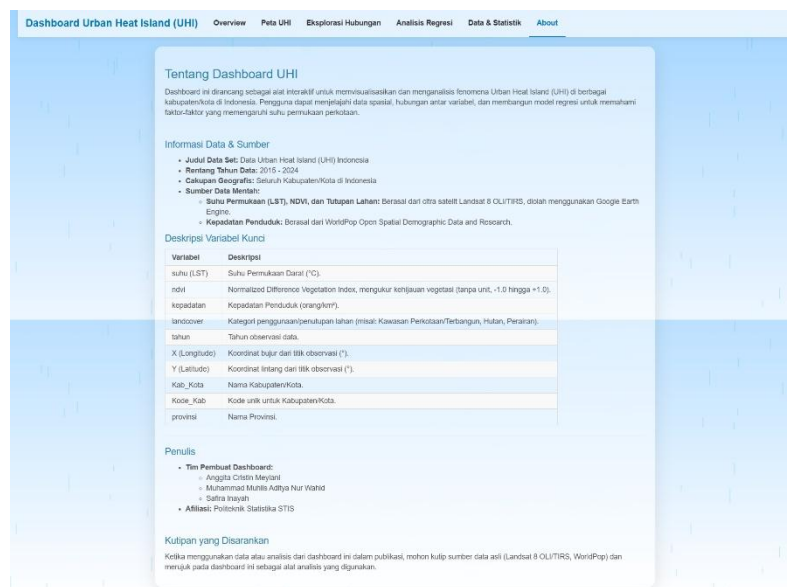 Dashboard Urban Heat Island (UHI) Overview Peta UHI Eksplorasi Hubungan Analisis Regresi Data & Statistik About
Tentang Dashboard UHI
Dashboard ini dirancang sebagai alat interaktif untuk memvisualisasikan dan menganalisis fenomena Urban Heat Island (UHI) di berbagai
kabupaten/kota di Indonesia. Pengguna dapat menjelajahi data spasial, hubungan antar variabel, dan membangun model regresi untuk memahami
faktor-faktor yang memengaruhi suhu permukaan perkotaan.
Informasi Data & Sumber
• Judul Data Set: Data Urban Heat Island (UHI) Indonesia
• Rentang Tahun Data: 2015 - 2024
• Cakupan Geografis: Seluruh Kabupaten/Kota di Indonesia
• Sumber Data Mentah:
◦ Suhu Permukaan (LST), NDVI, dan Tutupan Lahan: Berasal dari citra satelit Landsat 8 OLI/TIRS, diolah menggunakan Google Earth
Engine.
◦ Kepadatan Penduduk: Berasal dari WorldPop Open Spatial Demographic Data and Research.
Deskripsi Variabel Kunci
Variabel Deskripsi
suhu (LST) Suhu Permukaan Darat (°C).
ndvi Normalized Difference Vegetation Index, mengukur kehijauan vegetasi (tanpa unit, -1.0 hingga +1.0).
kepadatan Kepadatan Penduduk (orang/km²).
landcover Kategori penggunaan/penutupan lahan (misal: Kawasan Perkotaan/Terbangun, Hutan, Perairan).
tahun Tahun observasi data.
X (Longitude) Koordinat bujur dari titik observasi (°).
Y (Latitude) Koordinat lintang dari titik observasi (°).
Kab_Kota Nama Kabupaten/Kota.
Kode_Kab Kode unik untuk Kabupaten/Kota.
provinsi Nama Provinsi.
Penulis
• Tim Pembuat Dashboard:
◦ Anggita Cristin Meylani
◦ Muhammad Muhlis Aditya Nur Wahid
◦ Safira Inayah
• Afiliasi: Politeknik Statistika STIS
Kutipan yang Disarankan
Ketika menggunakan data atau analisis dari dashboard ini dalam publikasi, mohon kutip sumber data asli (Landsat 8 OLI/TIRS, WorldPop) dan
merujuk pada dashboard ini sebagai alat analisis yang digunakan.